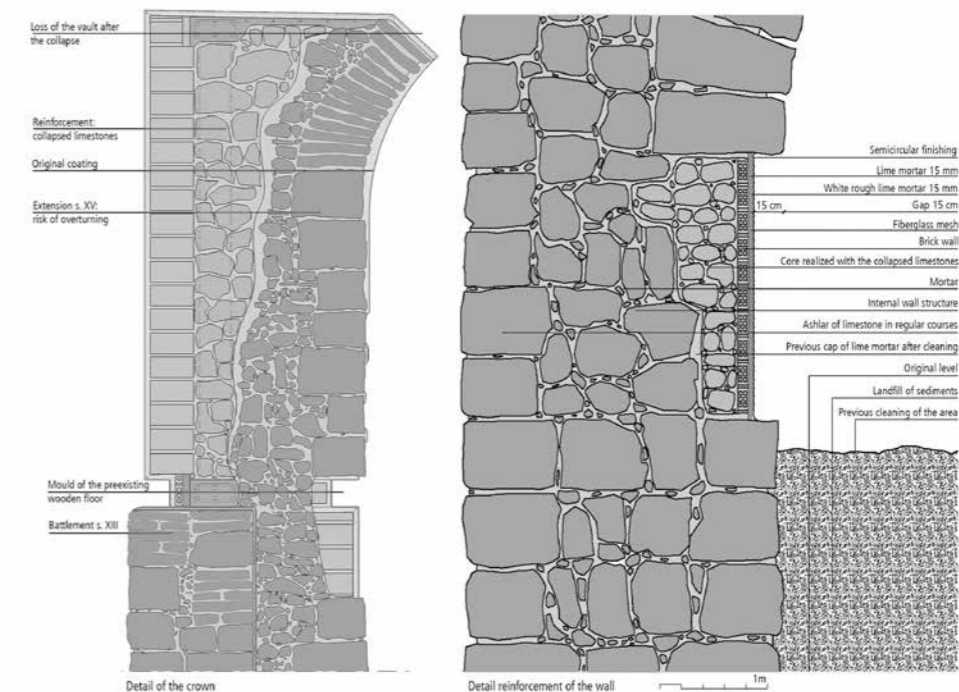 Loss of the vault after
the collapse
Reinforcement:
collapsed limestones
Original coating
Extension s. XV:
risk of overturning
Mould of the preexisting
wooden floor
Battlement s. XIII
Detail of the crown
Semicircular finishing
Lime mortar 15 mm
White rough lime mortar 15 mm
15 cm
Gap 15 cm
Fiberglass mesh
Brick wall
Core realized with the collapsed limestones
Mortar
Internal wall structure
Ashlar of limestone in regular courses
Previous cap of lime mortar after cleaning
Original level
Landfill of sediments
Previous cleaning of the area
Detail reinforcement of the wall
1m